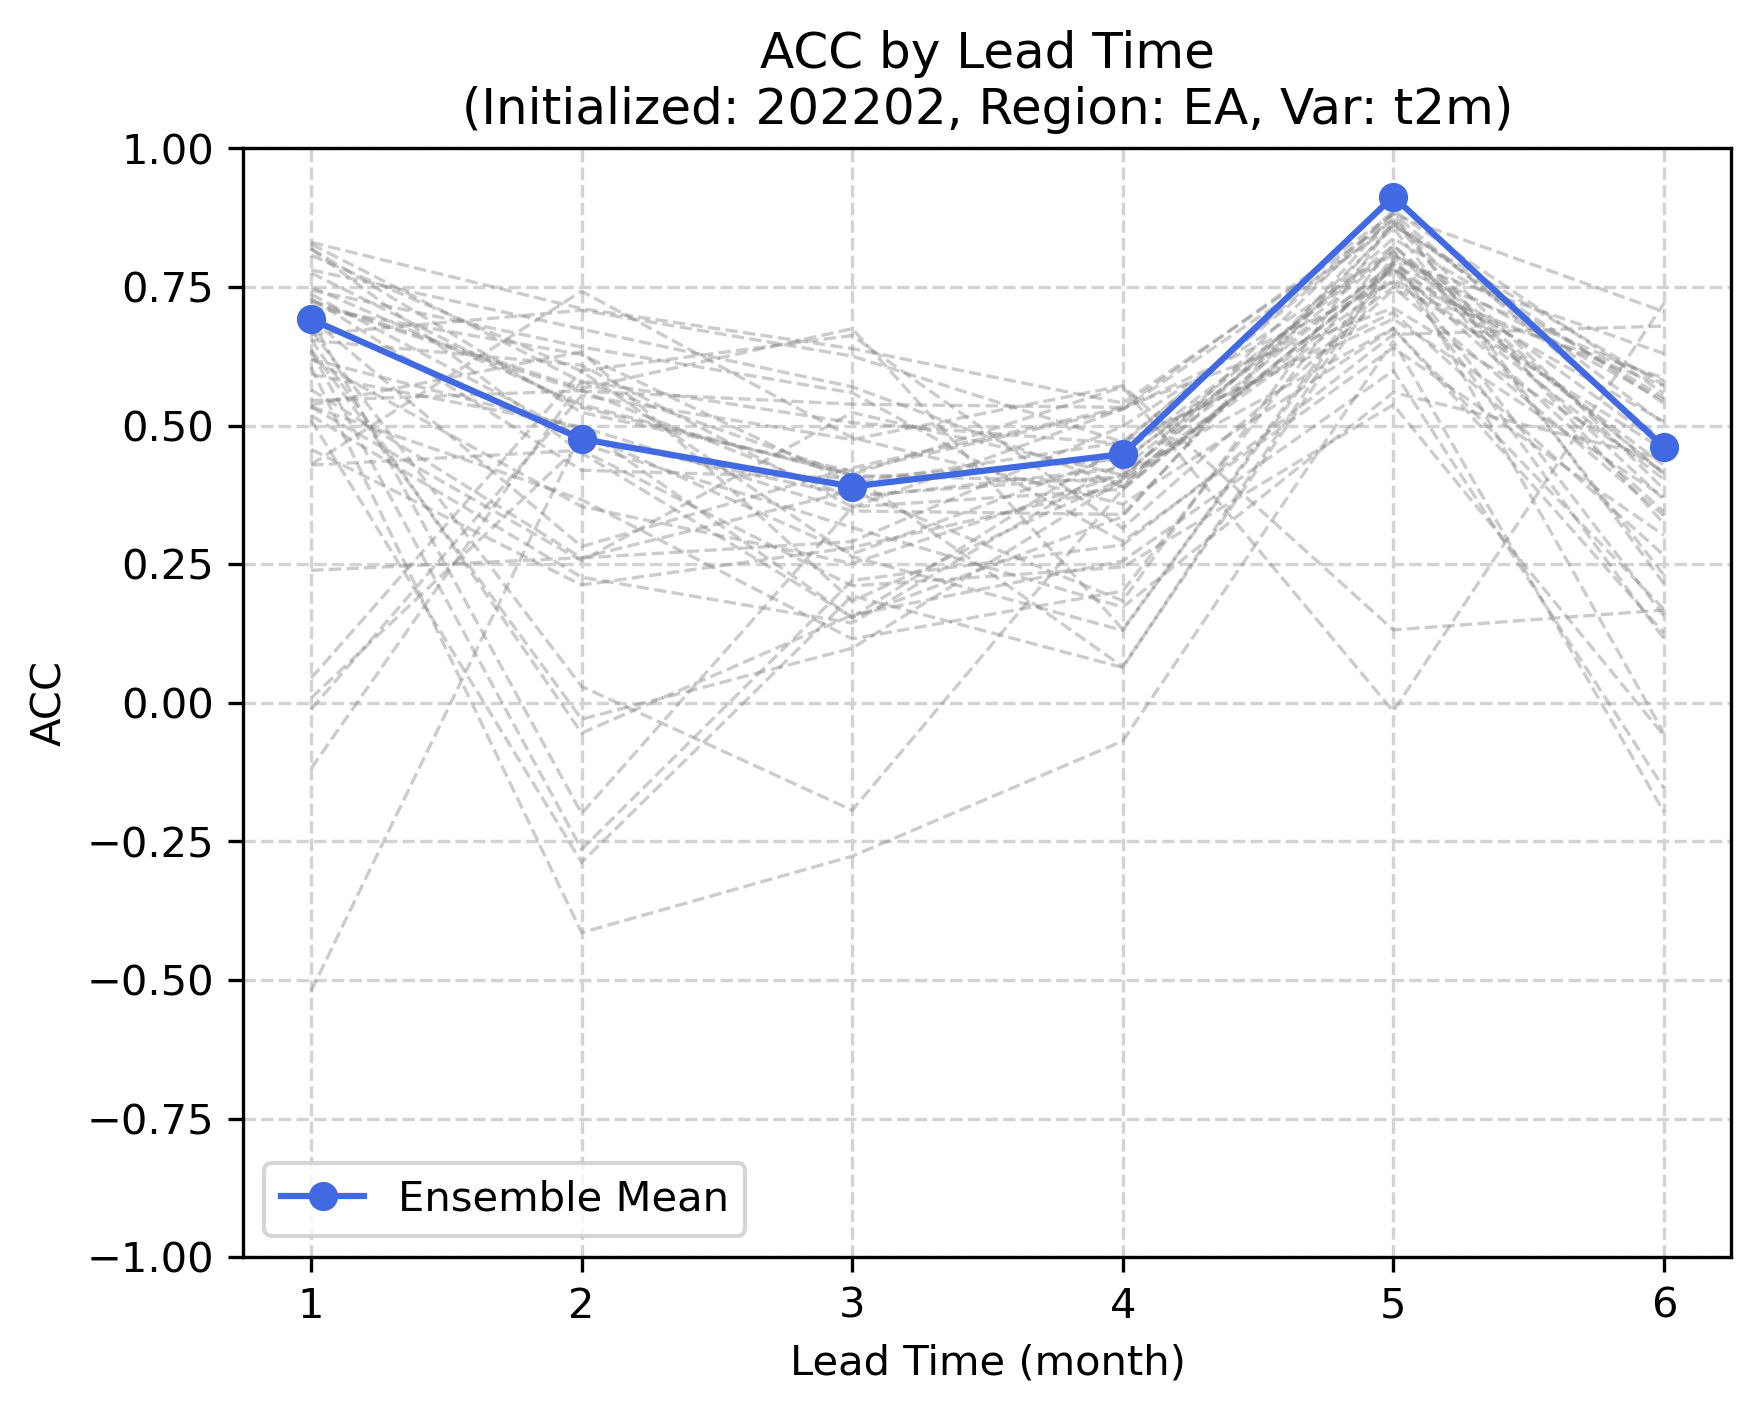 ACC by Lead Time
(Initialized: 202202, Region: EA, Var: t2m)
1.00
0.75
0.50
0.25
0.00
−0.25
−0.50
−0.75
−1.00
ACC
Ensemble Mean
1 2 3 4 5 6
Lead Time (month)